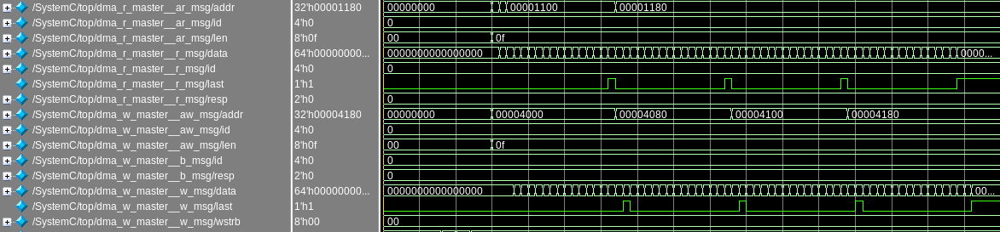 /SystemC/top/dma_r_master__ar_msg/addr 32'h00001180 00000000 00001100 00001180
/SystemC/top/dma_r_master__ar_msg/id 4'h0 0
/SystemC/top/dma_r_master__ar_msg/len 8'h0f 00 0f
/SystemC/top/dma_r_master__r_msg/data 64'h00000000... 0000000000000000 0000...
/SystemC/top/dma_r_master__r_msg/id 4'h0 0
/SystemC/top/dma_r_master__r_msg/last 1'h1
/SystemC/top/dma_r_master__r_msg/resp 2'h0 0
/SystemC/top/dma_w_master__aw_msg/addr 32'h00004180 00000000 00004000 00004080 00004100 00004180
/SystemC/top/dma_w_master__aw_msg/id 4'h0 0
/SystemC/top/dma_w_master__aw_msg/len 8'h0f 00 0f
/SystemC/top/dma_w_master__b_msg/id 4'h0 0
/SystemC/top/dma_w_master__b_msg/resp 2'h0 0
/SystemC/top/dma_w_master__w_msg/data 64'h00000000... 0000000000000000 00...
/SystemC/top/dma_w_master__w_msg/last 1'h1
/SystemC/top/dma_w_master__w_msg/wstrb 8'h00 00